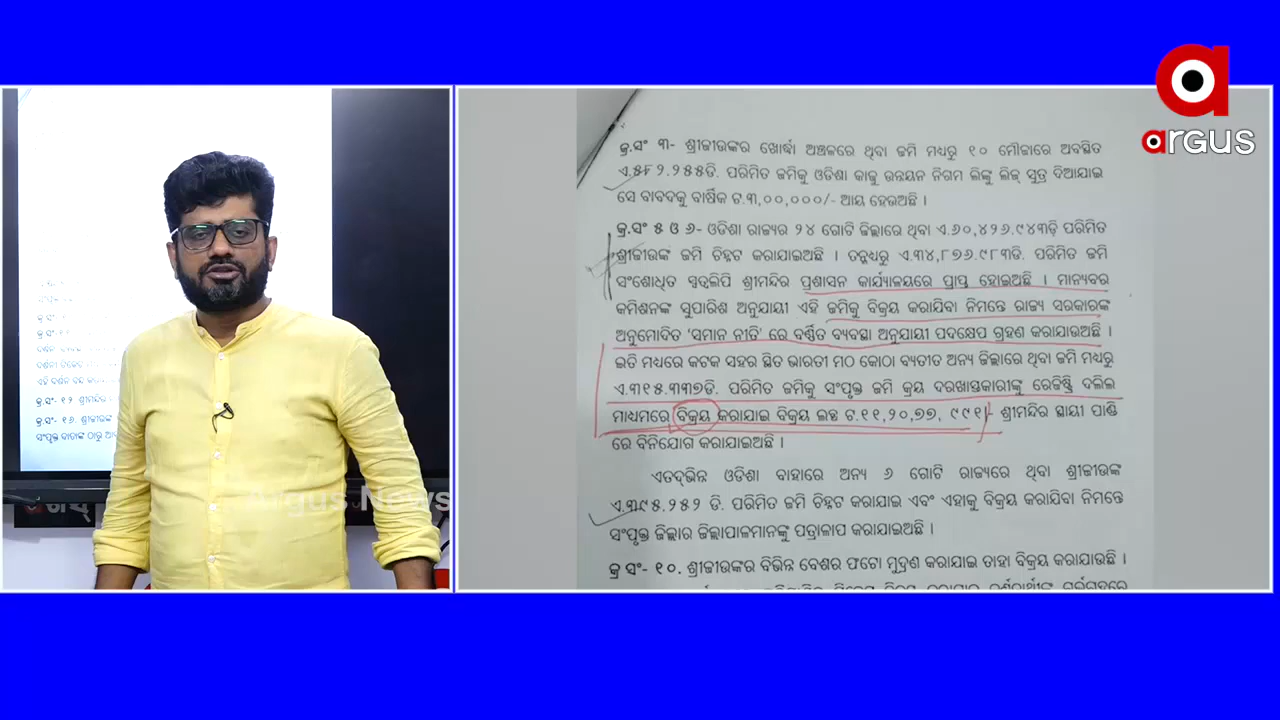 କ୍ର.ସଂ ୩- ଶ୍ରୀଜୀଉଙ୍କର ଖୋର୍ଦ୍ଧା ଅଞ୍ଚଳରେ ଥିବା ଜମି ମଧ୍ୟରୁ ୧୦ ମୌଜାରେ ଅବସ୍ଥିତ
ଏ.୫୮୨.୨୫୫ଡି. ପରିମିତ ଜମିକୁ ଓଡିଶା କାଜୁ ଉନ୍ନୟନ ନିଗମ ଲିଙ୍କୁ ଲିଜ୍ ସୁତ୍ର ଦିଆଯାଇ
ସେ ବାବଦକୁ ବାର୍ଷିକ ଟ.୩,୦୦,୦୦୦/- ଆୟ ହେଉଅଛି ।
କ୍ର.ସଂ ୫ ଓ ୬- ଓଡିଶା ରାଜ୍ୟର ୨୪ ଗୋଟି ଜିଲ୍ଲାରେ ଥିବା ଏ.୬୦,୪୨୬.୯୪୩ଡ଼ି ପରିମିତ
ଶ୍ରୀଜୀଉଙ୍କ ଜମି ଚିହ୍ନଟ କରାଯାଇଅଛି । ତନ୍ମଧ୍ୟରୁ ଏ.୩୪,୮୭୬.୯୮୩ଡି. ପରିମିତ ଜମି
ସଂଶୋଧିତ ସ୍ୱତ୍ୱଲିପି ଶ୍ରୀମନ୍ଦିର ପ୍ରଶାସନ କାର୍ଯ୍ୟାଳୟରେ ପ୍ରାପ୍ତ ହୋଇଅଛି । ମାନ୍ୟବର
କମିଶନଙ୍କ ସୁପାରିଶ ଅନୁଯାୟୀ ଏହି ଜମିକୁ ବିକ୍ରୟ କରାଯିବା ନିମନ୍ତେ ରାଜ୍ୟ ସରକାରଙ୍କ
ଅନୁମୋଦିତ ‘ସମାନ ନୀତି’ ରେ ବର୍ଣ୍ଣିତ ବ୍ୟବସ୍ଥା ଅନୁଯାୟୀ ପଦକ୍ଷେପ ଗ୍ରହଣ କରାଯାଉଅଛି ।
ଇତି ମଧ୍ୟରେ କଟକ ସହର ସ୍ଥିତ ଭାରତୀ ମଠ କୋଠା ବ୍ୟତୀତ ଅନ୍ୟ ଜିଲ୍ଲାରେ ଥିବା ଜମି ମଧ୍ୟରୁ
ଏ.୩୧୫.୩୩୭ଡି. ପରିମିତ ଜମିକୁ ସଂପୃକ୍ତ ଜମି କ୍ରୟ ଦରଖାସ୍ତକାରୀଙ୍କୁ ରେଜିଷ୍ଟ୍ରି ଦଲିଲ
ମାଧ୍ୟମରେ ବିକ୍ରୟ କରାଯାଇ ବିକ୍ରୟ ଲବ୍ଧ ଟ.୧୧,୨୦,୭୭, ୯୯୧/- ଶ୍ରୀମନ୍ଦିର ସ୍ଥାୟୀ ପାଣ୍ଠି
ରେ ବିନିଯୋଗ କରାଯାଇଅଛି ।
ଏତଦ୍‌ଭିନ୍ନ ଓଡିଶା ବାହାରେ ଅନ୍ୟ ୬ ଗୋଟି ରାଜ୍ୟରେ ଥିବା ଶ୍ରୀଜୀଉଙ୍କ
ଏ.୩୯୫.୨୫୨ ଡି. ପରିମିତ ଜମି ଚିହ୍ନଟ କରାଯାଇ ଏବଂ ଏହାକୁ ବିକ୍ରୟ କରାଯିବା ନିମନ୍ତେ
ସଂପୃକ୍ତ ଜିଲ୍ଲାର ଜିଲ୍ଲାପାଳମାନଙ୍କୁ ପତ୍ରାଳାପ କରାଯାଇଅଛି ।
କ୍ର ସଂ- ୧୦. ଶ୍ରୀଜୀଉଙ୍କର ବିଭିନ୍ନ ବେଶର ଫଟୋ ମୁଦ୍ରଣ କରାଯାଇ ତାହା ବିକ୍ରୟ କରାଯାଉଛି ।
argus
Argus News
କ୍ର.ସଂ- ୧୨ ଶ୍ରୀମନ୍ଦିର
କ୍ର.ସଂ- ୧୬. ଶ୍ରୀଜୀଉଙ୍କ